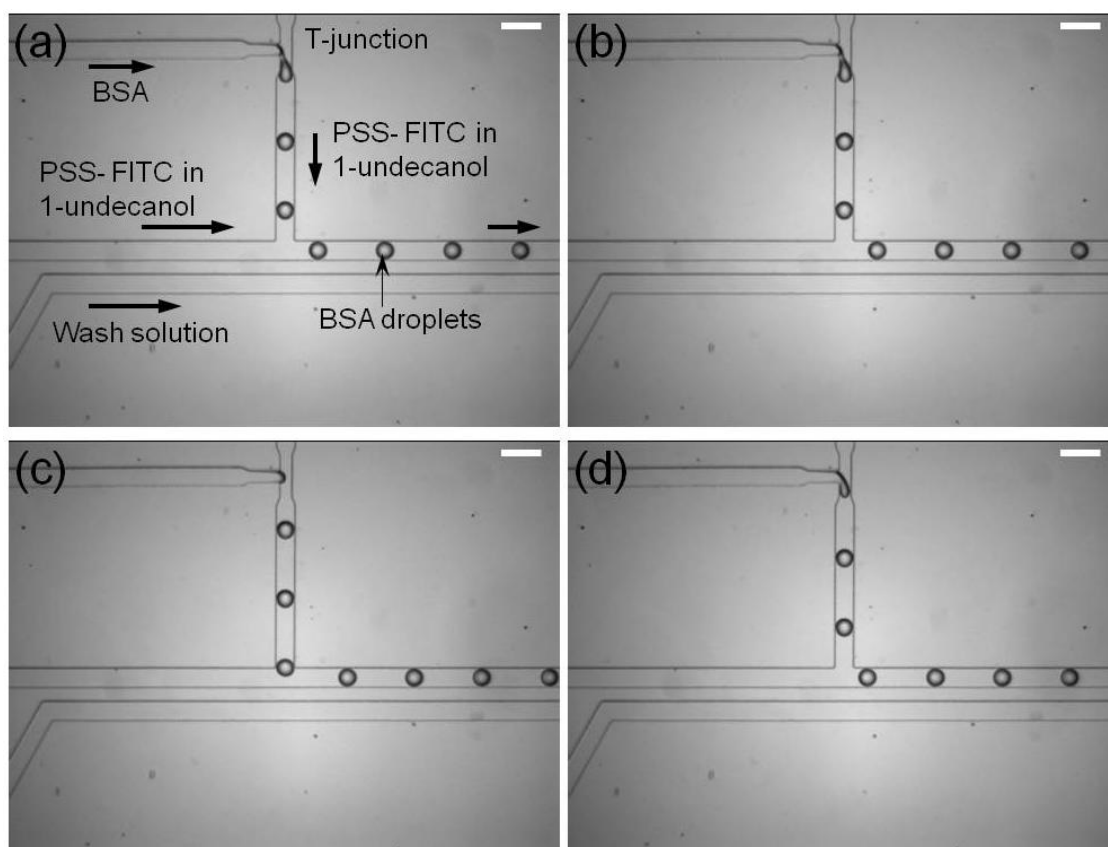 (a)
T-junction
(b)
BSA
PSS- FITC in
1-undecanol
PSS- FITC in
1-undecanol
Wash solution
BSA droplets
(c)
(d)